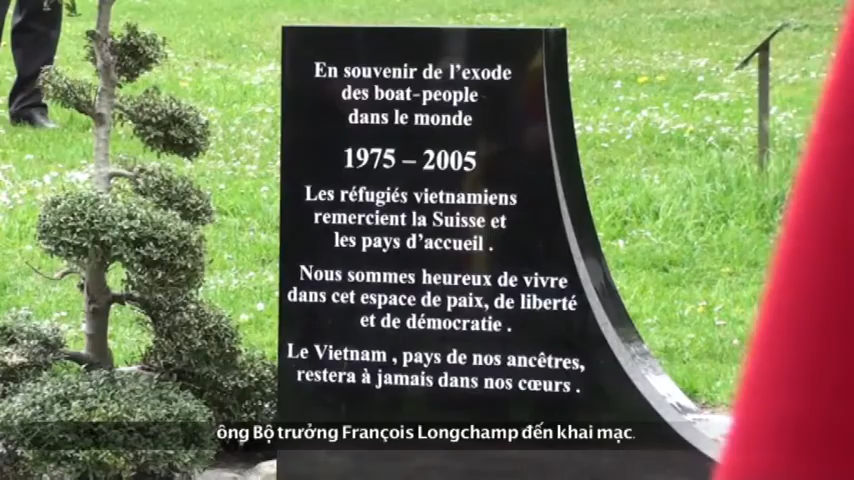 En souvenir de l'exode
des boat-people
dans le monde
1975 – 2005
Les réfugiés vietnamiens
remercient la Suisse et
les pays d'accueil .
Nous sommes heureux de vivre
dans cet espace de paix, de liberté
et de démocratie .
Le Vietnam , pays de nos ancêtres,
restera à jamais dans nos cœurs .
ông Bộ trưởng François Longchamp đến khai mạc.